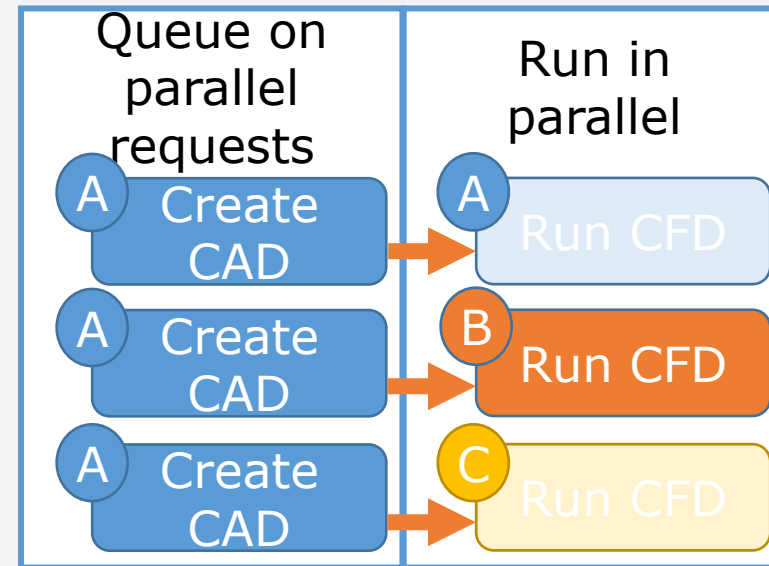 Queue on
parallel
requests
Run in
parallel
A
Create
CAD
A
Run CFD
A
Create
CAD
B
Run CFD
A
Create
CAD
C
Run CFD